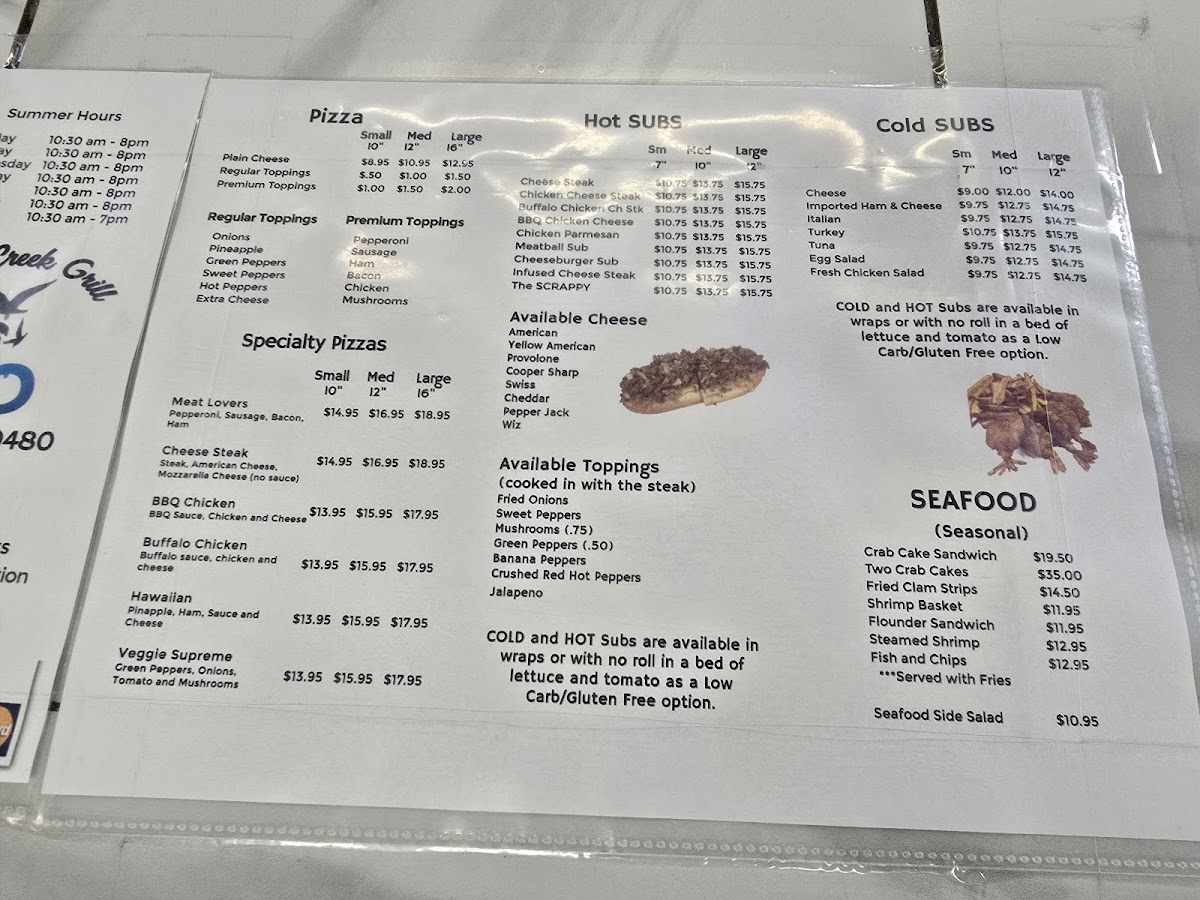 Summer Hours
10:30 am - 8pm
10:30 am - 8pm
10:30 am - 8pm
10:30 am - 8pm
10:30 am - 8pm
10:30 am - 8pm
10:30 am - 7pm
Creek Grill
0480
Pizza
Small Med Large
10" 12" 16"
Plain Cheese $8.95 $10.95 $12.95
Regular Toppings $.50 $1.00 $1.50
Premium Toppings $1.00 $1.50 $2.00
Regular Toppings
Onions
Pineapple
Green Peppers
Sweet Peppers
Hot Peppers
Extra Cheese
Premium Toppings
Pepperoni
Sausage
Ham
Bacon
Chicken
Mushrooms
Specialty Pizzas
Small Med Large
10" 12" 16"
Meat Lovers
Pepperoni, Sausage, Bacon, $14.95 $16.95 $18.95
Ham
Cheese Steak
Steak, American Cheese, $14.95 $16.95 $18.95
Mozzarella Cheese (no sauce)
BBQ Chicken
BBQ Sauce, Chicken and Cheese $13.95 $15.95 $17.95
Buffalo Chicken
Buffalo sauce, chicken and $13.95 $15.95 $17.95
cheese
Hawaiian
Pinapple, Ham, Sauce and $13.95 $15.95 $17.95
Cheese
Veggie Supreme
Green Peppers, Onions, $13.95 $15.95 $17.95
Tomato and Mushrooms
Hot SUBS
Sm Med Large
7" 10" 12"
Cheese Steak $10.75 $13.75 $15.75
Chicken Cheese Steak $10.75 $13.75 $15.75
Buffalo Chicken Ch Stk $10.75 $13.75 $15.75
BBQ Chicken Cheese $10.75 $13.75 $15.75
Chicken Parmesan $10.75 $13.75 $15.75
Meatball Sub $10.75 $13.75 $15.75
Cheeseburger Sub $10.75 $13.75 $15.75
Infused Cheese Steak $10.75 $13.75 $15.75
The SCRAPPY $10.75 $13.75 $15.75
Available Cheese
American
Yellow American
Provolone
Cooper Sharp
Swiss
Cheddar
Pepper Jack
Wiz
Available Toppings
(cooked in with the steak)
Fried Onions
Sweet Peppers
Mushrooms (.75)
Green Peppers (.50)
Banana Peppers
Crushed Red Hot Peppers
Jalapeno
COLD and HOT Subs are available in
wraps or with no roll in a bed of
lettuce and tomato as a Low
Carb/Gluten Free option.
Cold SUBS
Sm Med Large
7" 10" 12"
Cheese $9.00 $12.00 $14.00
Imported Ham & Cheese $9.75 $12.75 $14.75
Italian $9.75 $12.75 $14.75
Turkey $10.75 $13.75 $15.75
Tuna $9.75 $12.75 $14.75
Egg Salad $9.75 $12.75 $14.75
Fresh Chicken Salad $9.75 $12.75 $14.75
COLD and HOT Subs are available in
wraps or with no roll in a bed of
lettuce and tomato as a Low
Carb/Gluten Free option.
SEAFOOD
(Seasonal)
Crab Cake Sandwich $19.50
Two Crab Cakes $35.00
Fried Clam Strips $14.50
Shrimp Basket $11.95
Flounder Sandwich $11.95
Steamed Shrimp $12.95
Fish and Chips $12.95
***Served with Fries
Seafood Side Salad $10.95